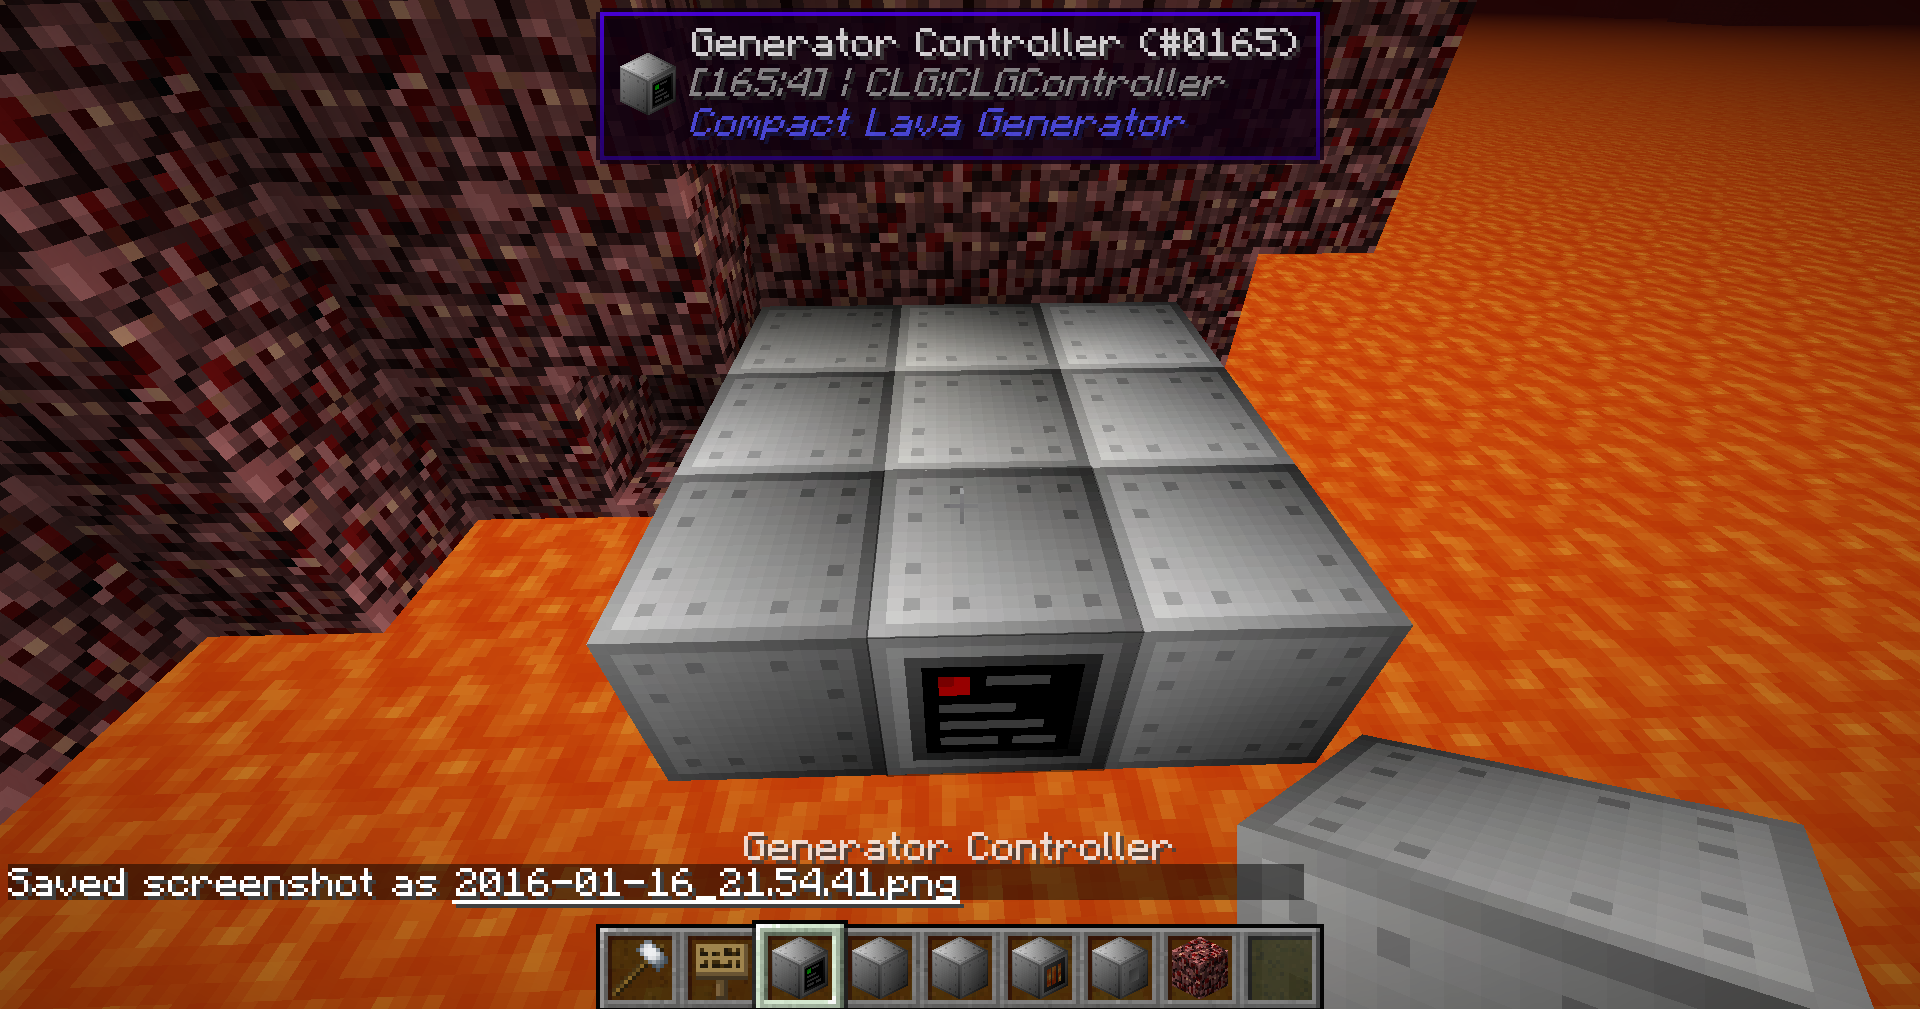 Generator Controller (#0165)
[165:4] | CLG:CLGController
Compact Lava Generator
Generator Controller
Saved screenshot as 2016-01-16_21.54.41.png